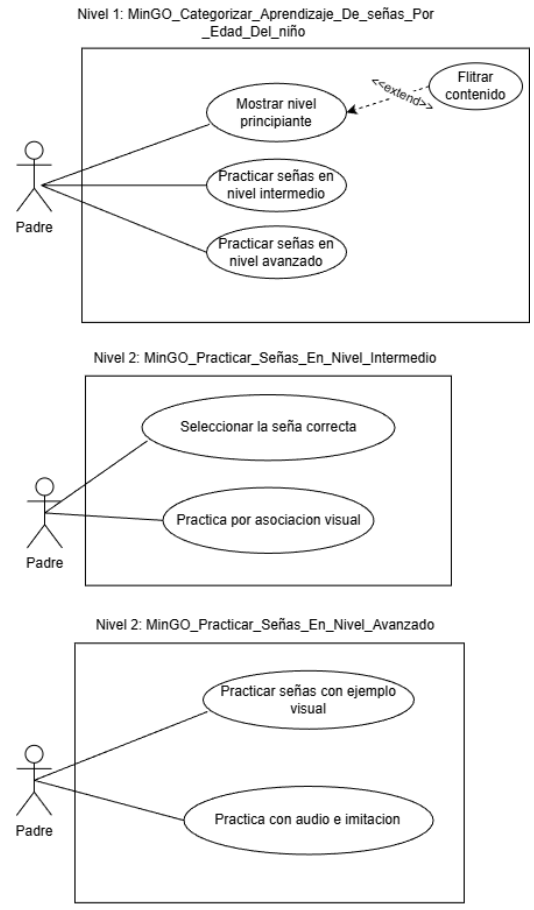 Nivel 1: MinGO_Categorizar_Aprendizaje_De_señas_Por
_Edad_Del_niño
Mostrar nivel
principiante
<<extend>>
Flitrar
contenido
Practicar señas en
nivel intermedio
Practicar señas en
nivel avanzado
Padre
Nivel 2: MinGO_Practicar_Señas_En_Nivel_Intermedio
Seleccionar la seña correcta
Practica por asociacion visual
Padre
Nivel 2: MinGO_Practicar_Señas_En_Nivel_Avanzado
Practicar señas con ejemplo
visual
Practica con audio e imitacion
Padre